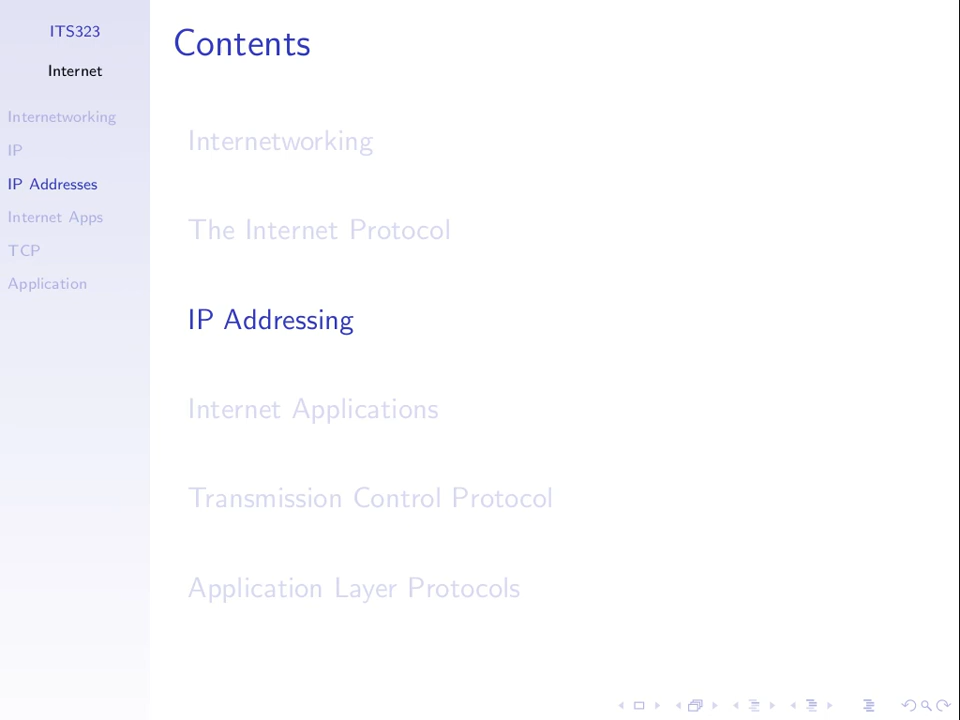 ITS323
Internet
Internetworking
IP
IP Addresses
Internet Apps
TCP
Application
Contents
Internetworking
The Internet Protocol
IP Addressing
Internet Applications
Transmission Control Protocol
Application Layer Protocols